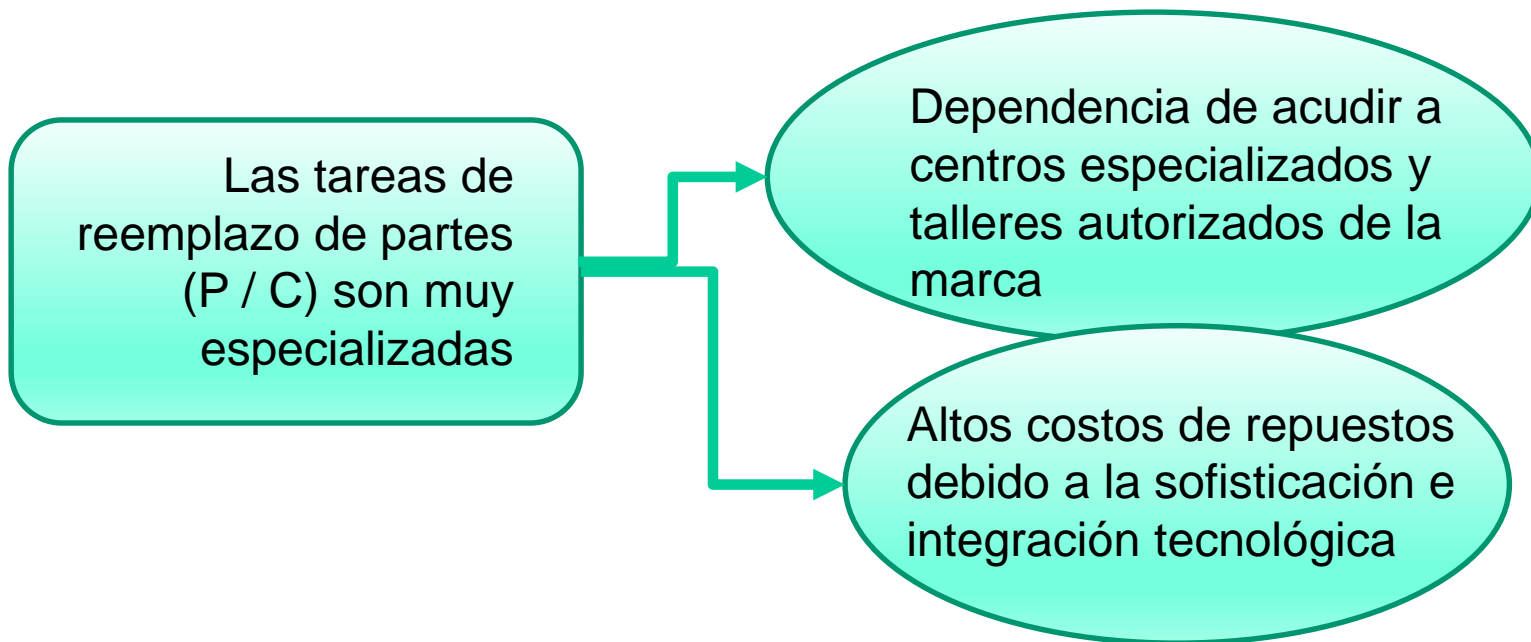 Las tareas de
reemplazo de partes
(P / C) son muy
especializadas
Dependencia de acudir a
centros especializados y
talleres autorizados de la
marca
Altos costos de repuestos
debido a la sofisticación e
integración tecnológica